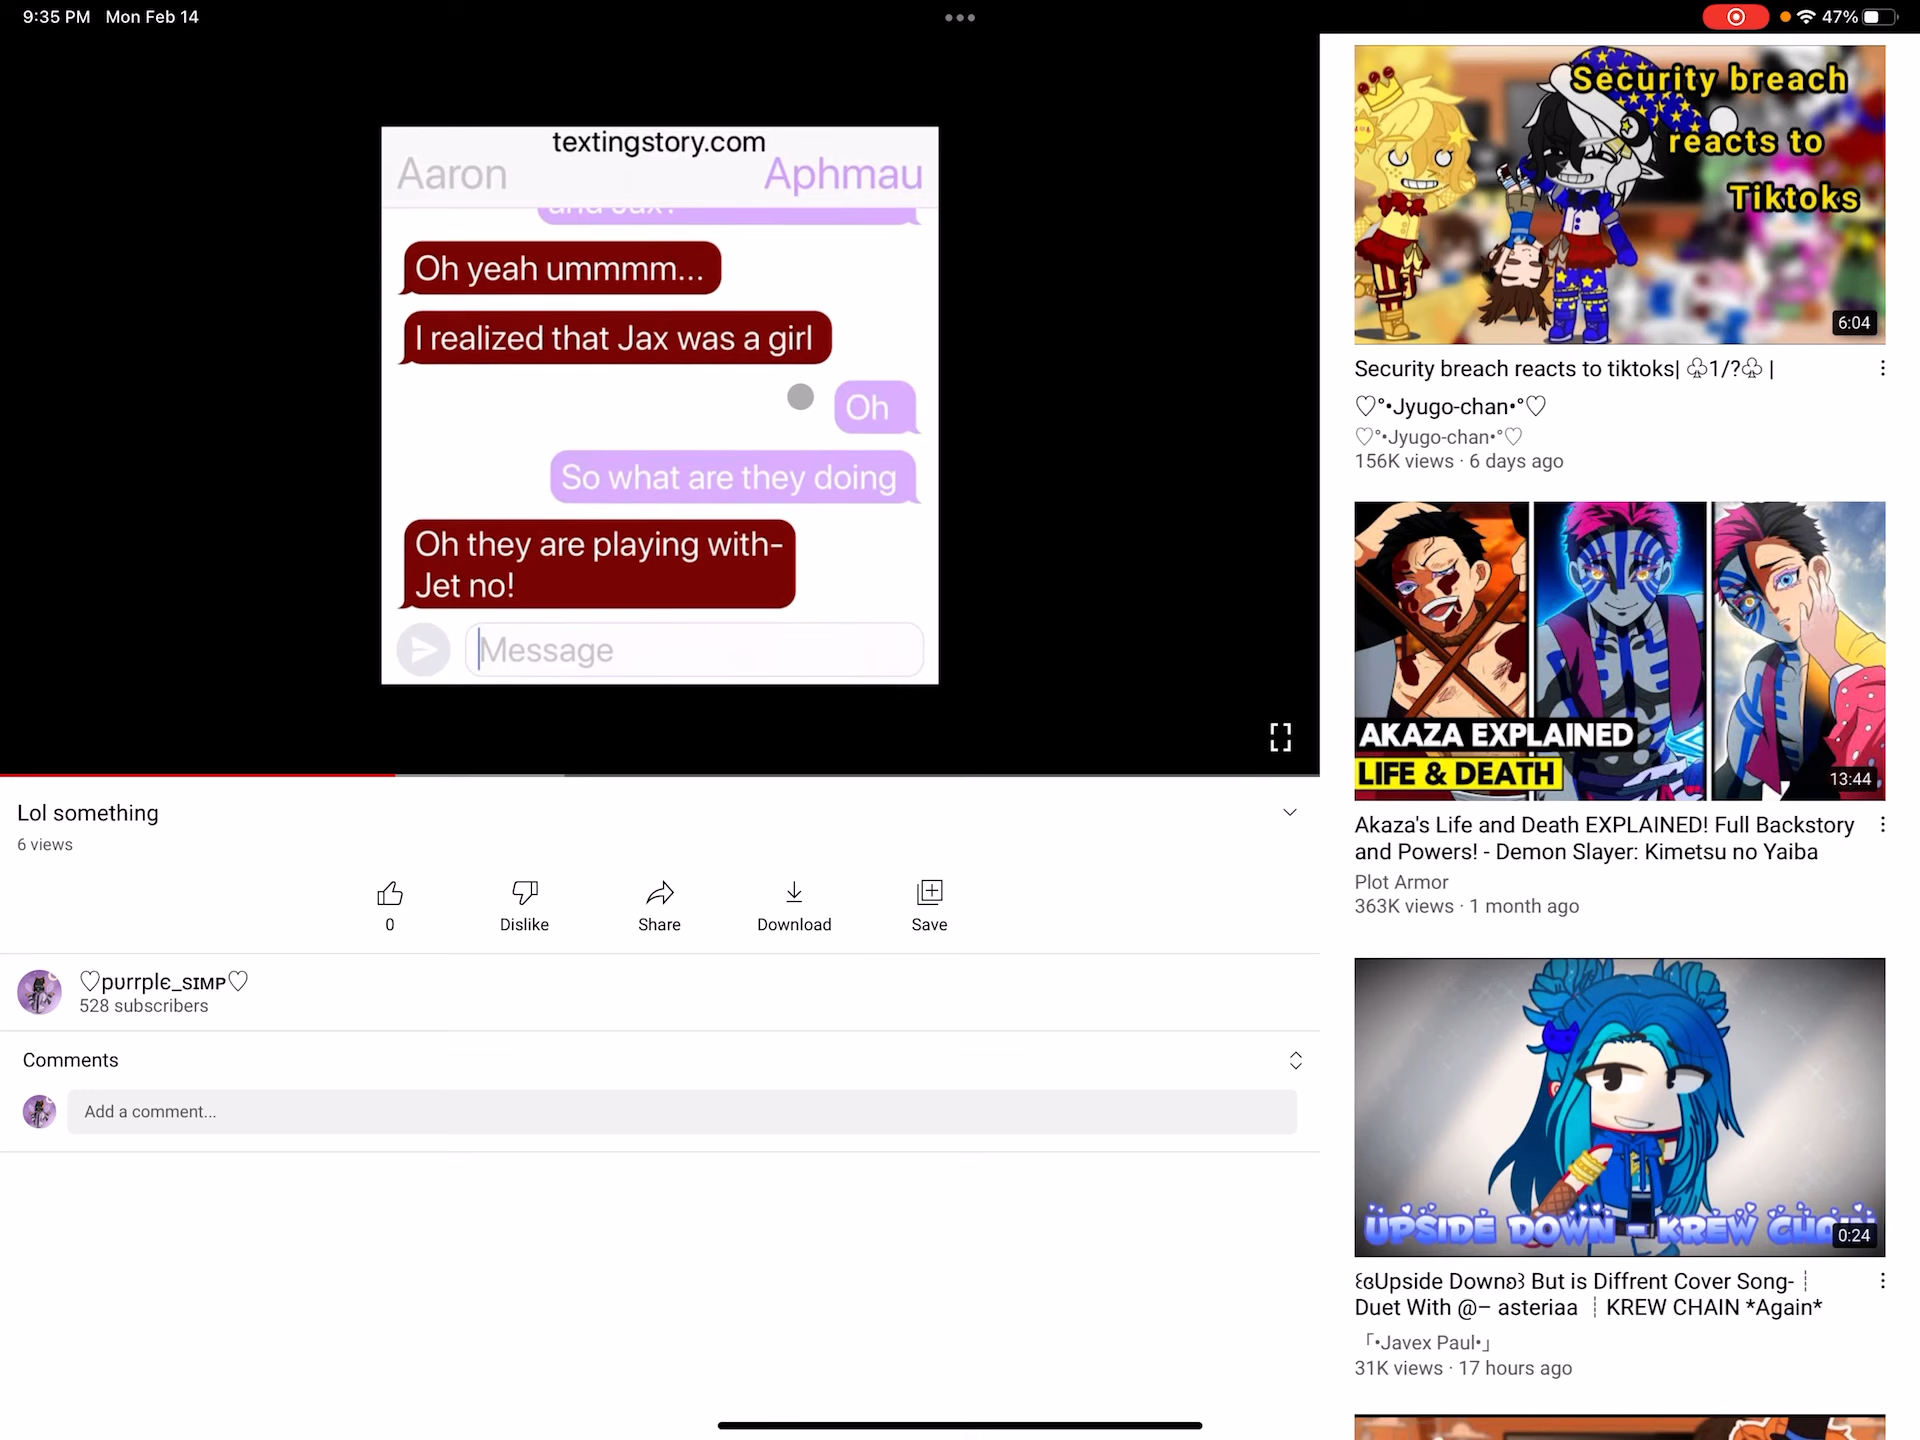 9:35 PM Mon Feb 14
47%
textingstory.com
Aaron
Aphmau
and Jax?
Oh yeah ummmm...
I realized that Jax was a girl
Oh
So what are they doing
Oh they are playing with-
Jet no!
Message
Lol something
6 views
0
Dislike
Share
Download
Save
♡pυrrplє_sɪᴍᴘ♡
528 subscribers
Comments
Add a comment...
Security breach
reacts to
Tiktoks
6:04
Security breach reacts to tiktoks| ♧1/?♧ |
♡°•Jyugo-chan•°♡
♡°•Jyugo-chan•°♡
156K views · 6 days ago
AKAZA EXPLAINED
LIFE & DEATH
13:44
Akaza's Life and Death EXPLAINED! Full Backstory
and Powers! - Demon Slayer: Kimetsu no Yaiba
Plot Armor
363K views · 1 month ago
UPSIDE DOWN - KREW CHAIN
0:24
꒰ɞUpside Downʚ꒱ But is Diffrent Cover Song- ┊
Duet With @– asteriaa ┊KREW CHAIN *Again*
「•Javex Paul•」
31K views · 17 hours ago